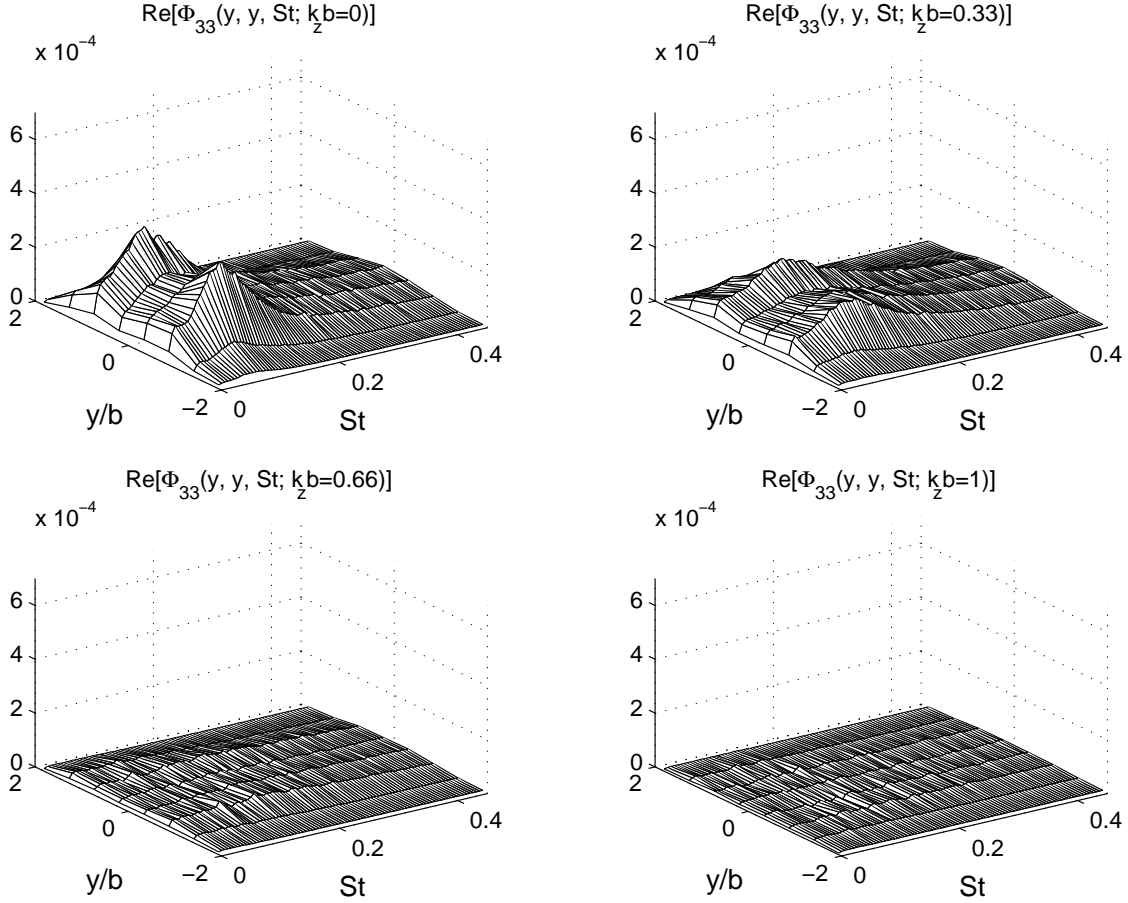 Re[Φ₃₃(y, y, St; k_z b=0)]
x 10⁻⁴
6
4
2
0
2
0
−2
y/b
0
0.2
0.4
St
Re[Φ₃₃(y, y, St; k_z b=0.33)]
x 10⁻⁴
6
4
2
0
2
0
−2
y/b
0
0.2
0.4
St
Re[Φ₃₃(y, y, St; k_z b=0.66)]
x 10⁻⁴
6
4
2
0
2
0
−2
y/b
0
0.2
0.4
St
Re[Φ₃₃(y, y, St; k_z b=1)]
x 10⁻⁴
6
4
2
0
2
0
−2
y/b
0
0.2
0.4
St